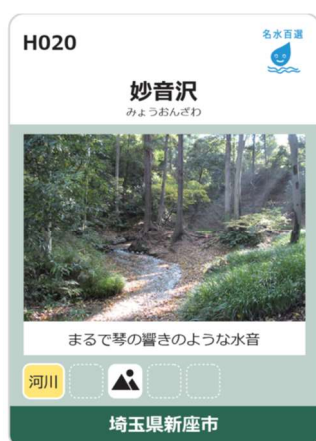 H020
名水百選
妙音沢
みょうおんざわ
まるで琴の響きのような水音
河川
埼玉県新座市